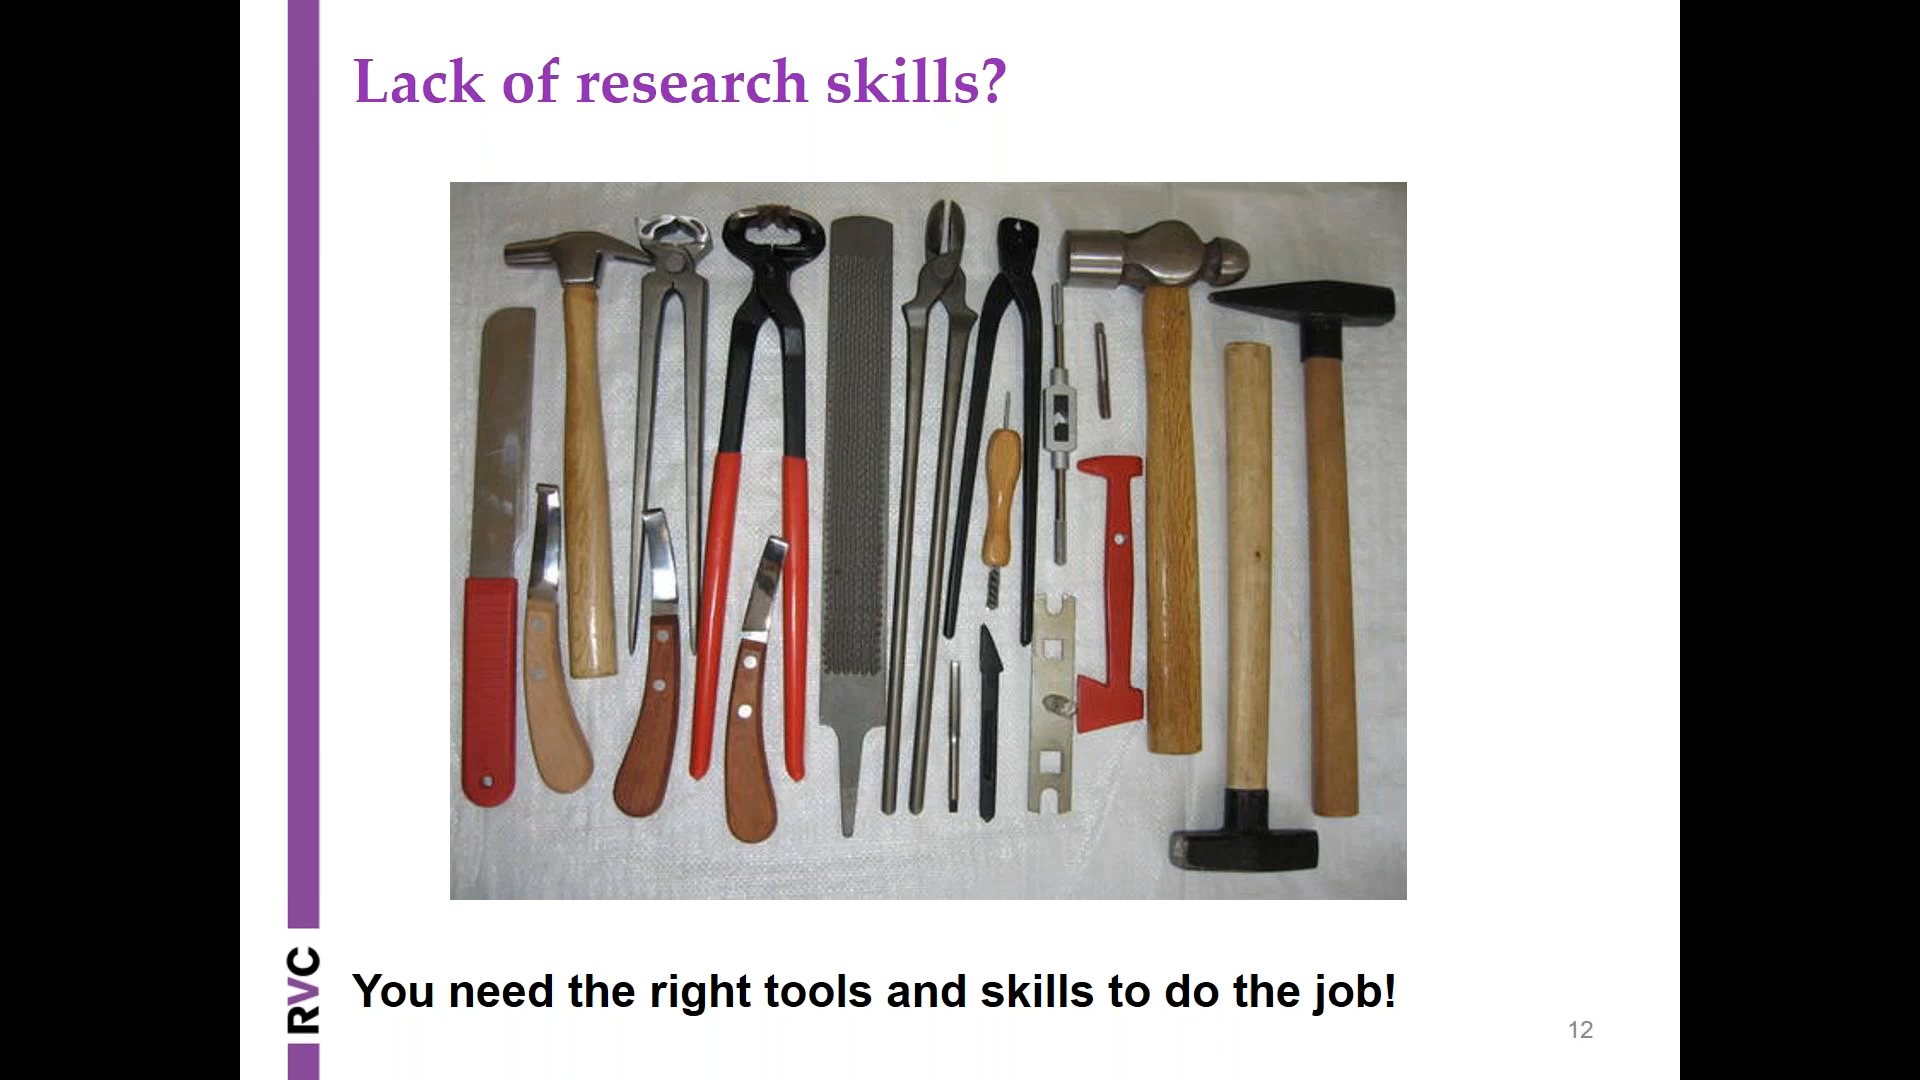 Lack of research skills?
You need the right tools and skills to do the job!
RVC
12